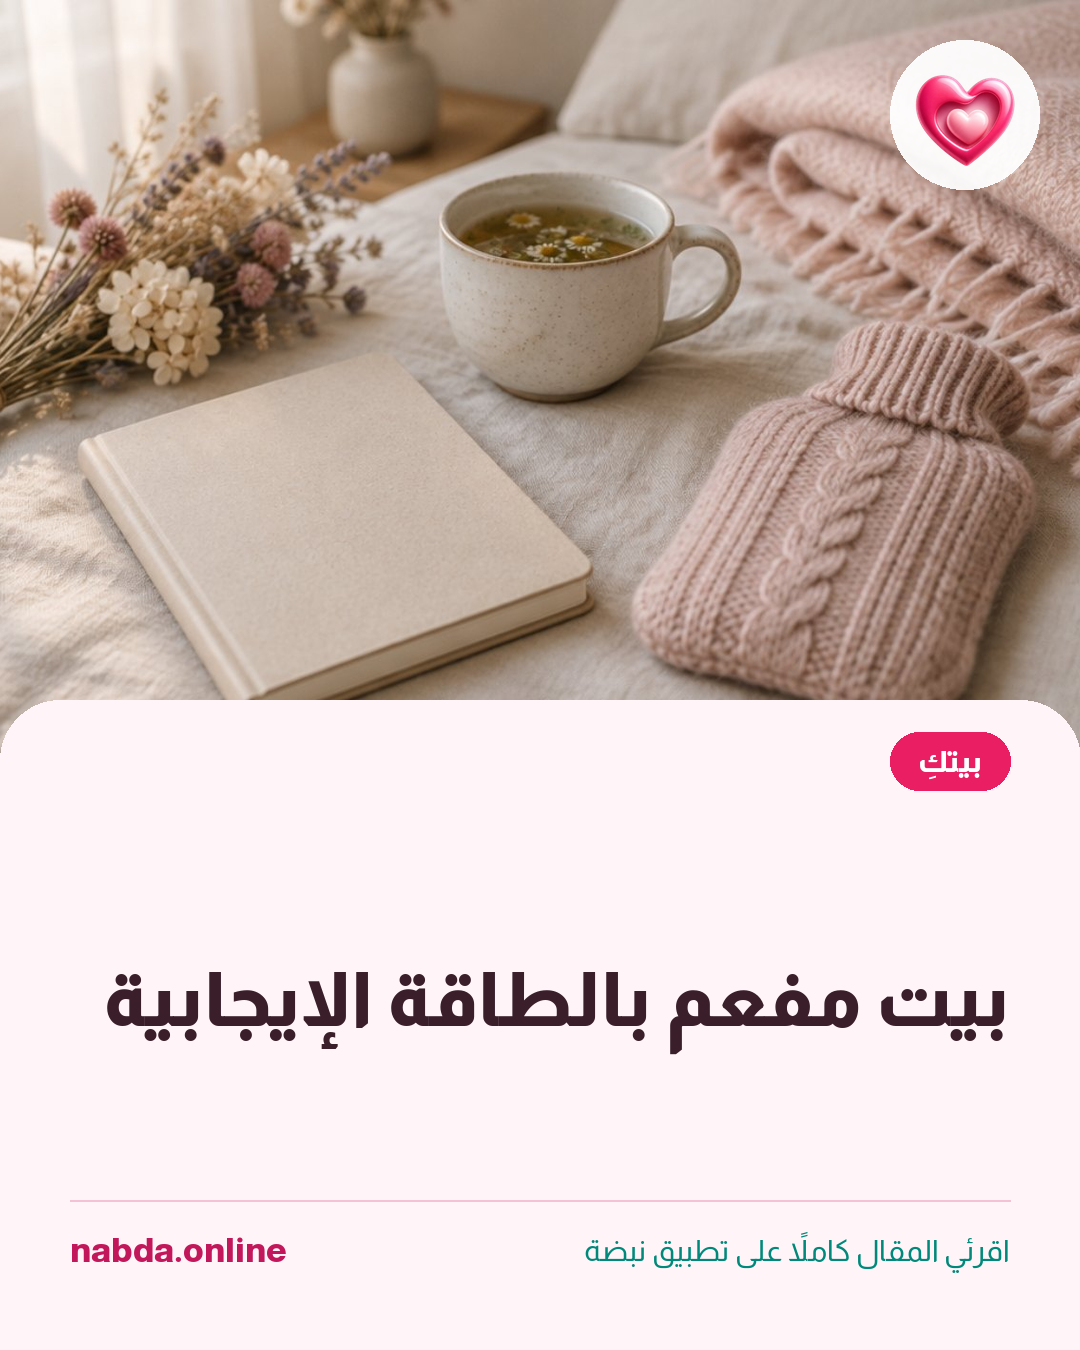 بيتكِ
بيت مفعم بالطاقة الإيجابية
اقرئي المقال كاملًا على تطبيق نبضة
nabda.online